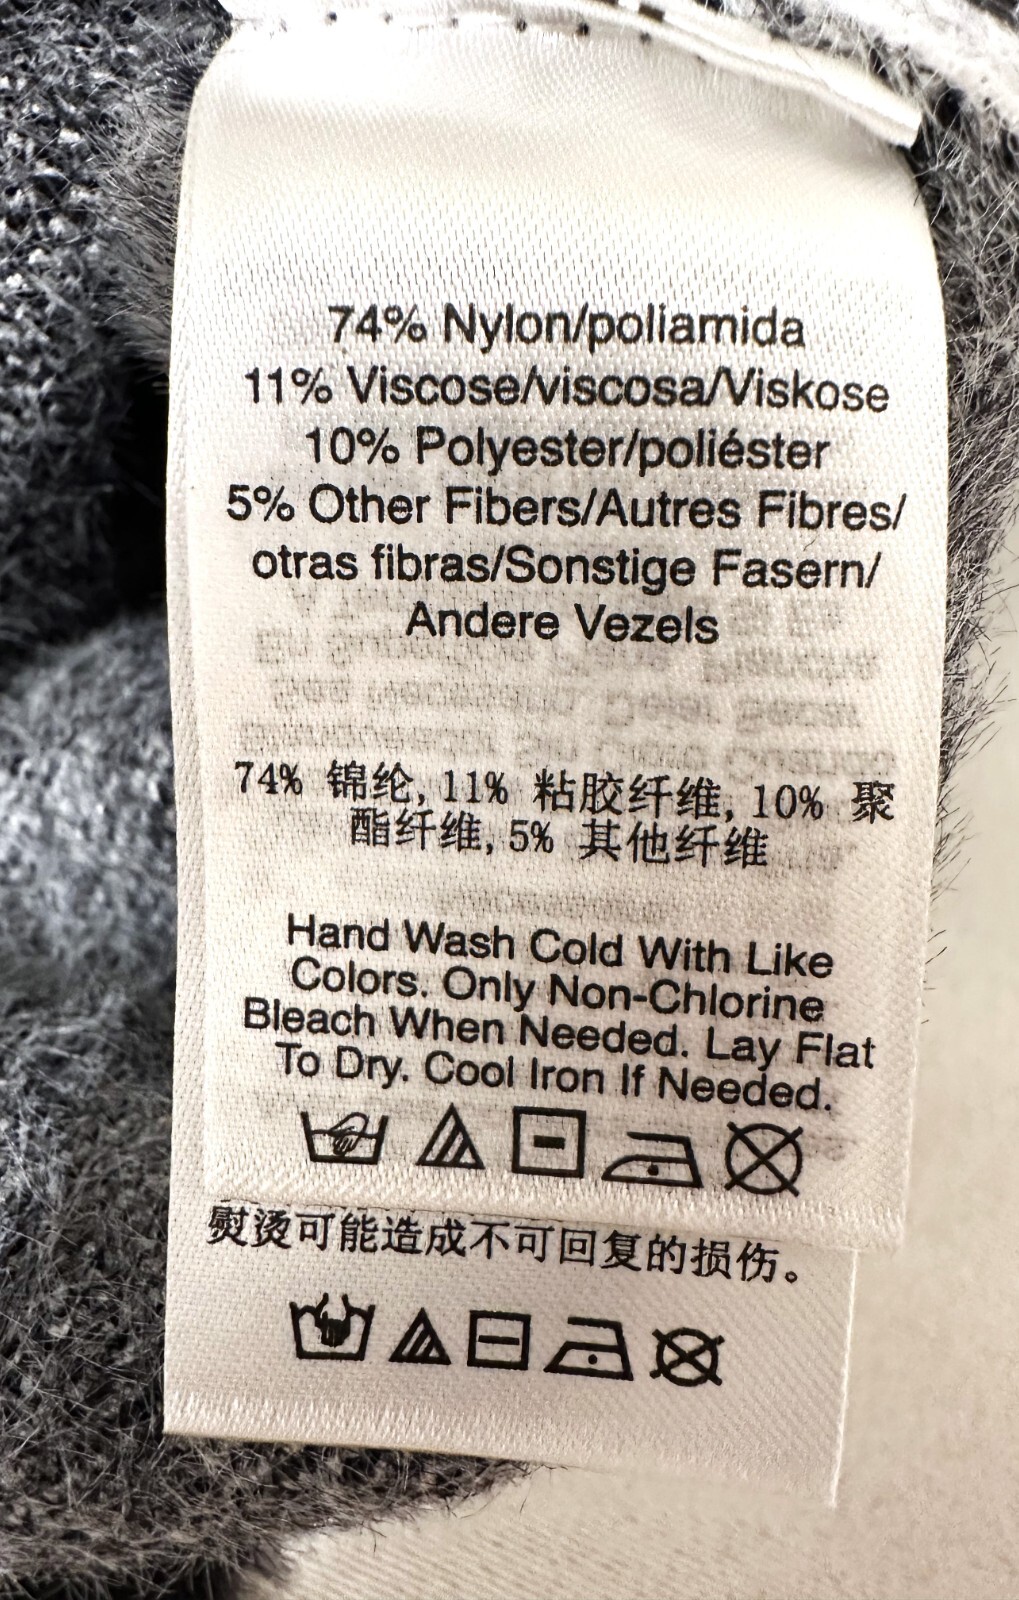 74% Nylon/poliamida
11% Viscose/viscosa/Viskose
10% Polyester/poliéster
5% Other Fibers/Autres Fibres/
otras fibras/Sonstige Fasern/
Andere Vezels
74% 锦纶, 11% 粘胶纤维, 10% 聚
酯纤维, 5% 其他纤维
Hand Wash Cold With Like
Colors. Only Non-Chlorine
Bleach When Needed. Lay Flat
To Dry. Cool Iron If Needed.
熨烫可能造成不可回复的损伤。